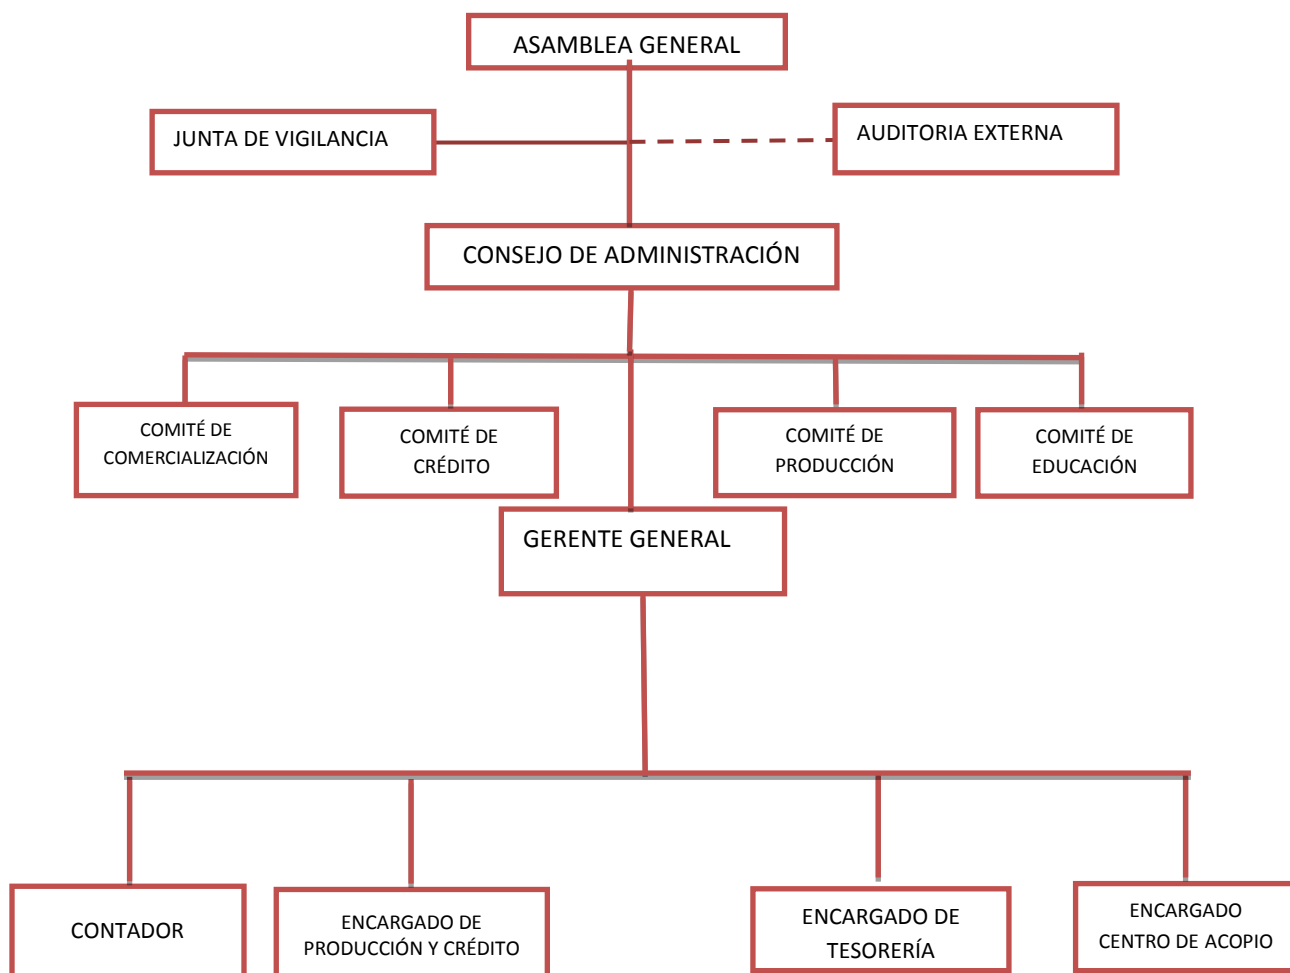 ASAMBLEA GENERAL
JUNTA DE VIGILANCIA
AUDITORIA EXTERNA
CONSEJO DE ADMINISTRACIÓN
COMITÉ DE
COMERCIALIZACIÓN
COMITÉ DE
CRÉDITO
COMITÉ DE
PRODUCCIÓN
COMITÉ DE
EDUCACIÓN
GERENTE GENERAL
CONTADOR
ENCARGADO DE
PRODUCCIÓN Y CRÉDITO
ENCARGADO DE
TESORERÍA
ENCARGADO
CENTRO DE ACOPIO